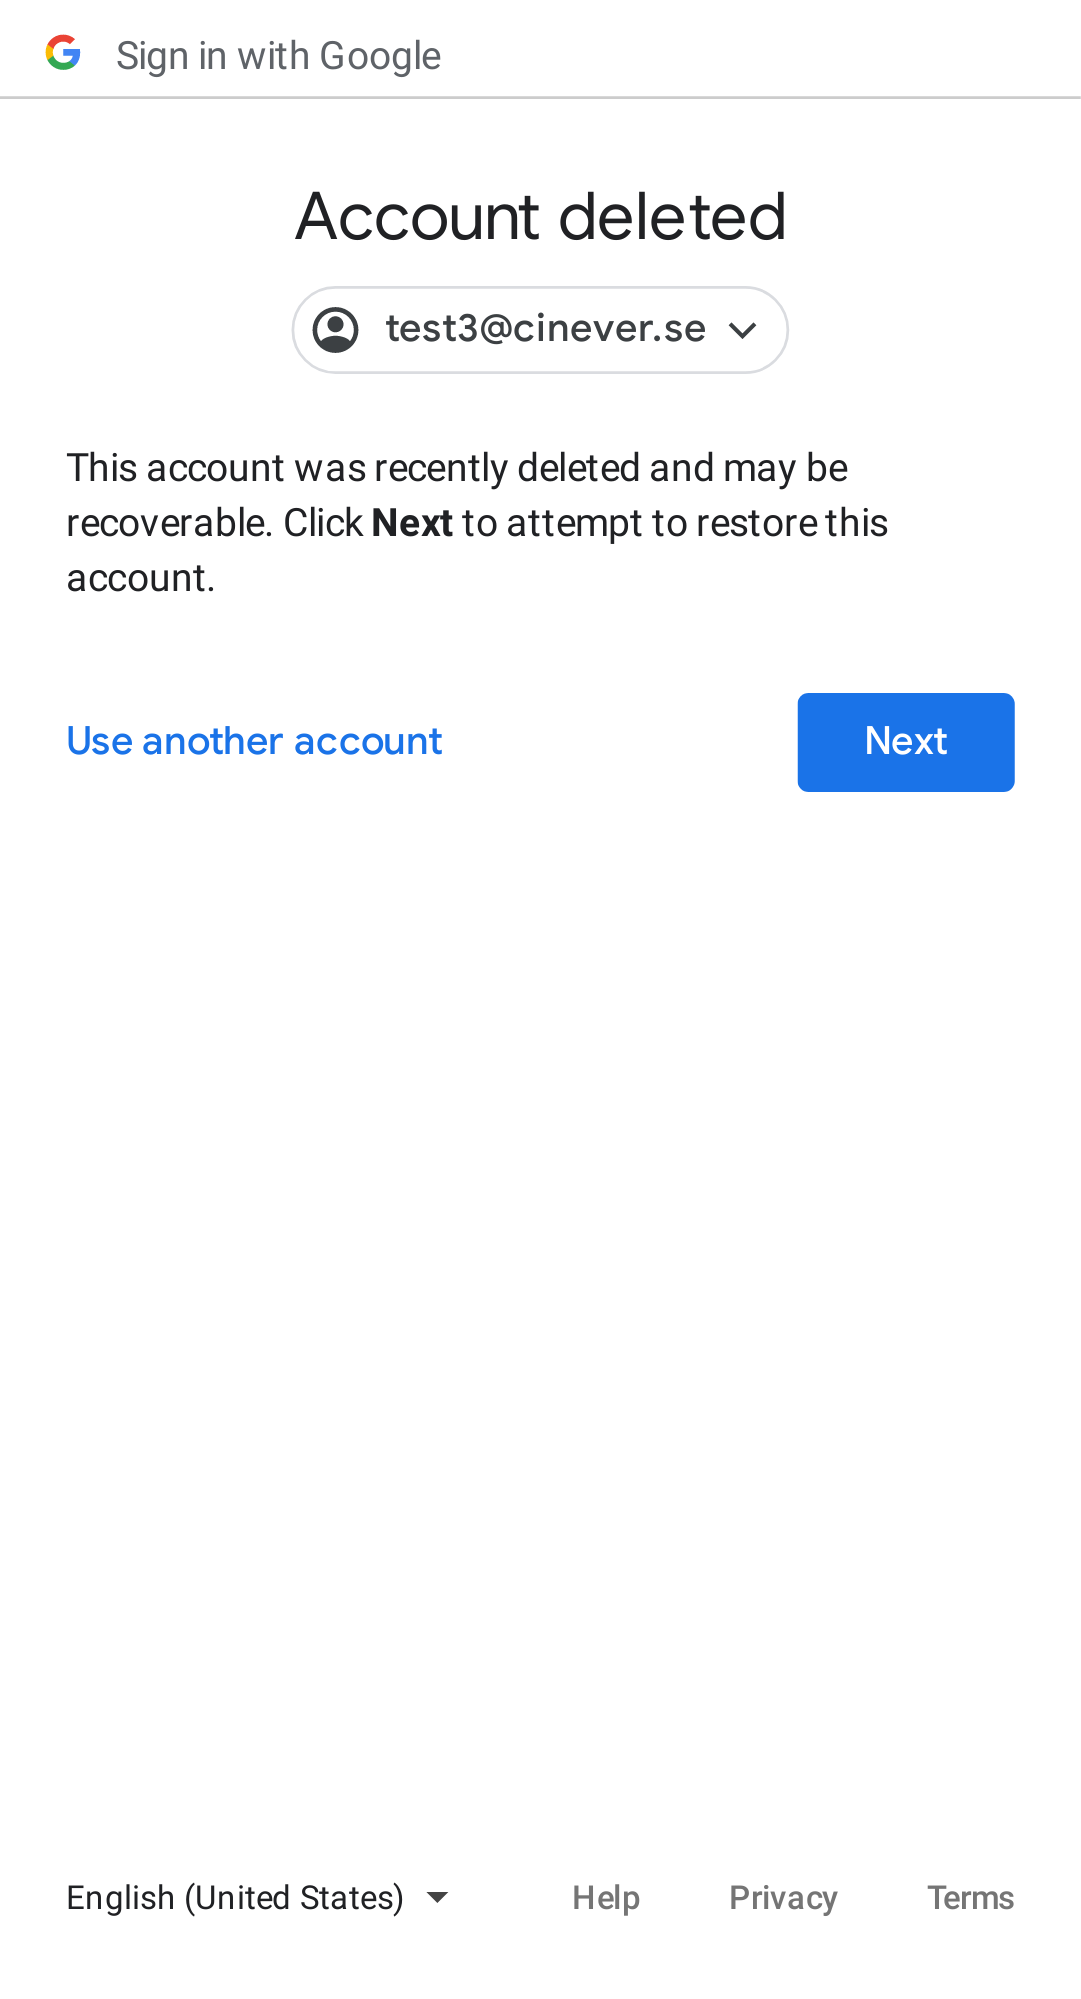 Sign in with Google
Account deleted
test3@cinever.se
This account was recently deleted and may be
recoverable. Click Next to attempt to restore this
account.
Use another account
Next
English (United States)
Help
Privacy
Terms